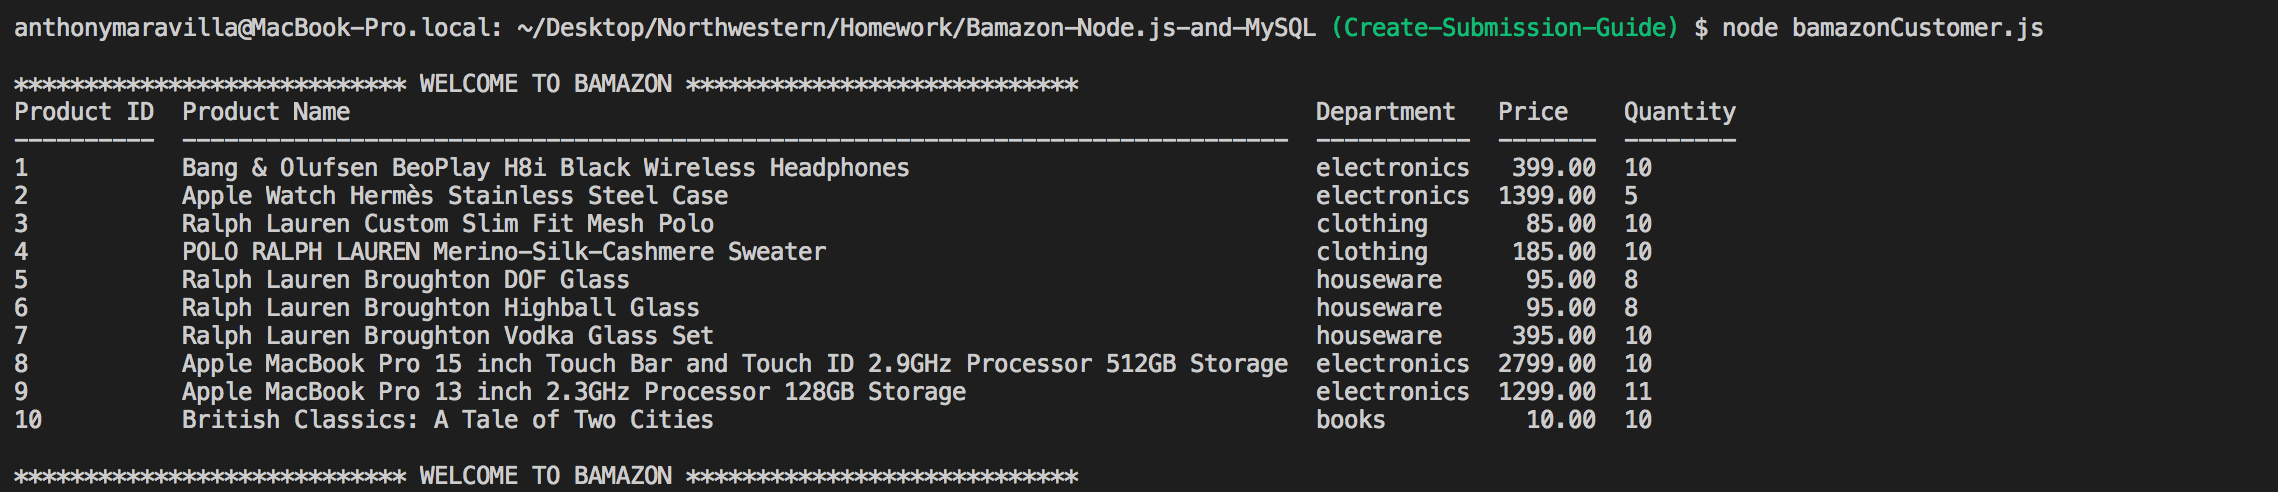 anthonymaravilla@MacBook-Pro.local: ~/Desktop/Northwestern/Homework/Bamazon-Node.js-and-MySQL (Create-Submission-Guide) $ node bamazonCustomer.js
**************************** WELCOME TO BAMAZON ****************************
Product ID  Product Name                                                                     Department   Price    Quantity
----------  -------------------------------------------------------------------------------  -----------  -------  --------
1           Bang & Olufsen BeoPlay H8i Black Wireless Headphones                             electronics   399.00  10
2           Apple Watch Hermès Stainless Steel Case                                          electronics  1399.00  5
3           Ralph Lauren Custom Slim Fit Mesh Polo                                           clothing       85.00  10
4           POLO RALPH LAUREN Merino-Silk-Cashmere Sweater                                   clothing      185.00  10
5           Ralph Lauren Broughton DOF Glass                                                 houseware      95.00  8
6           Ralph Lauren Broughton Highball Glass                                            houseware      95.00  8
7           Ralph Lauren Broughton Vodka Glass Set                                           houseware     395.00  10
8           Apple MacBook Pro 15 inch Touch Bar and Touch ID 2.9GHz Processor 512GB Storage  electronics  2799.00  10
9           Apple MacBook Pro 13 inch 2.3GHz Processor 128GB Storage                         electronics  1299.00  11
10          British Classics: A Tale of Two Cities                                           books          10.00  10
**************************** WELCOME TO BAMAZON ****************************